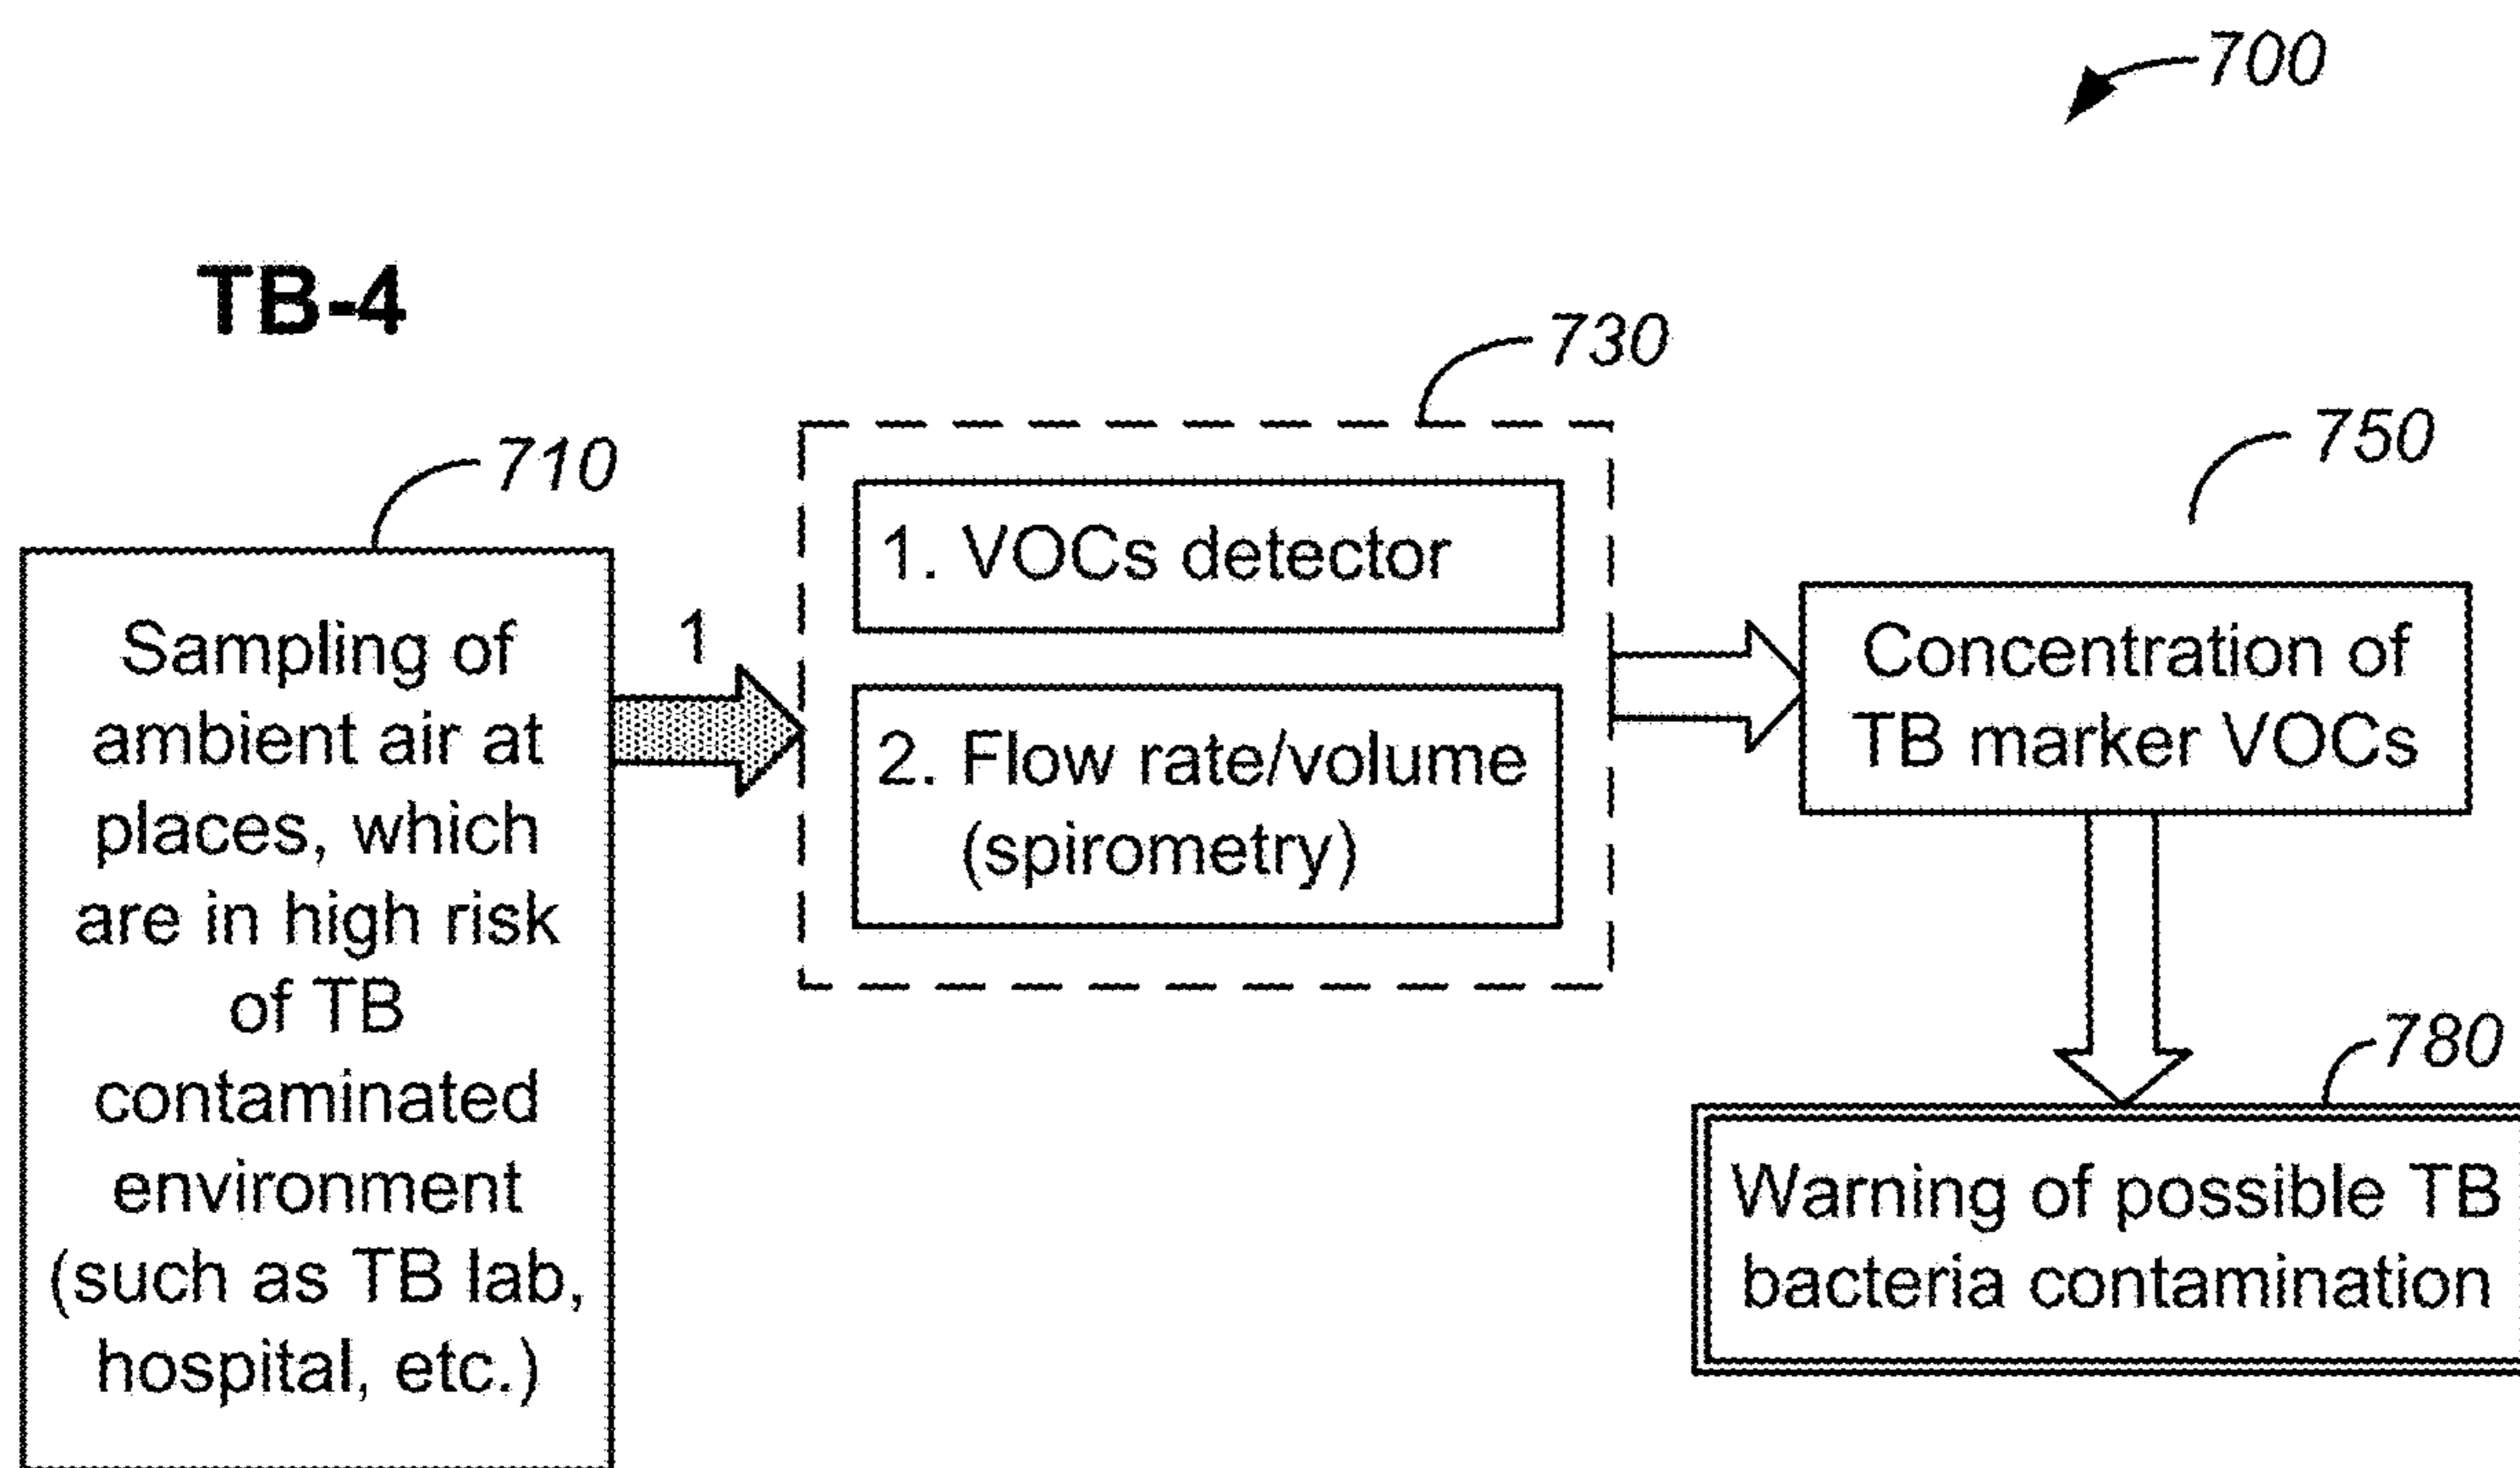 700
TB-4
710
Sampling of
ambient air at
places, which
are in high risk
of TB
contaminated
environment
(such as TB lab,
hospital, etc.)
1
730
1. VOCs detector
2. Flow rate/volume
(spirometry)
750
Concentration of
TB marker VOCs
780
Warning of possible TB
bacteria contamination